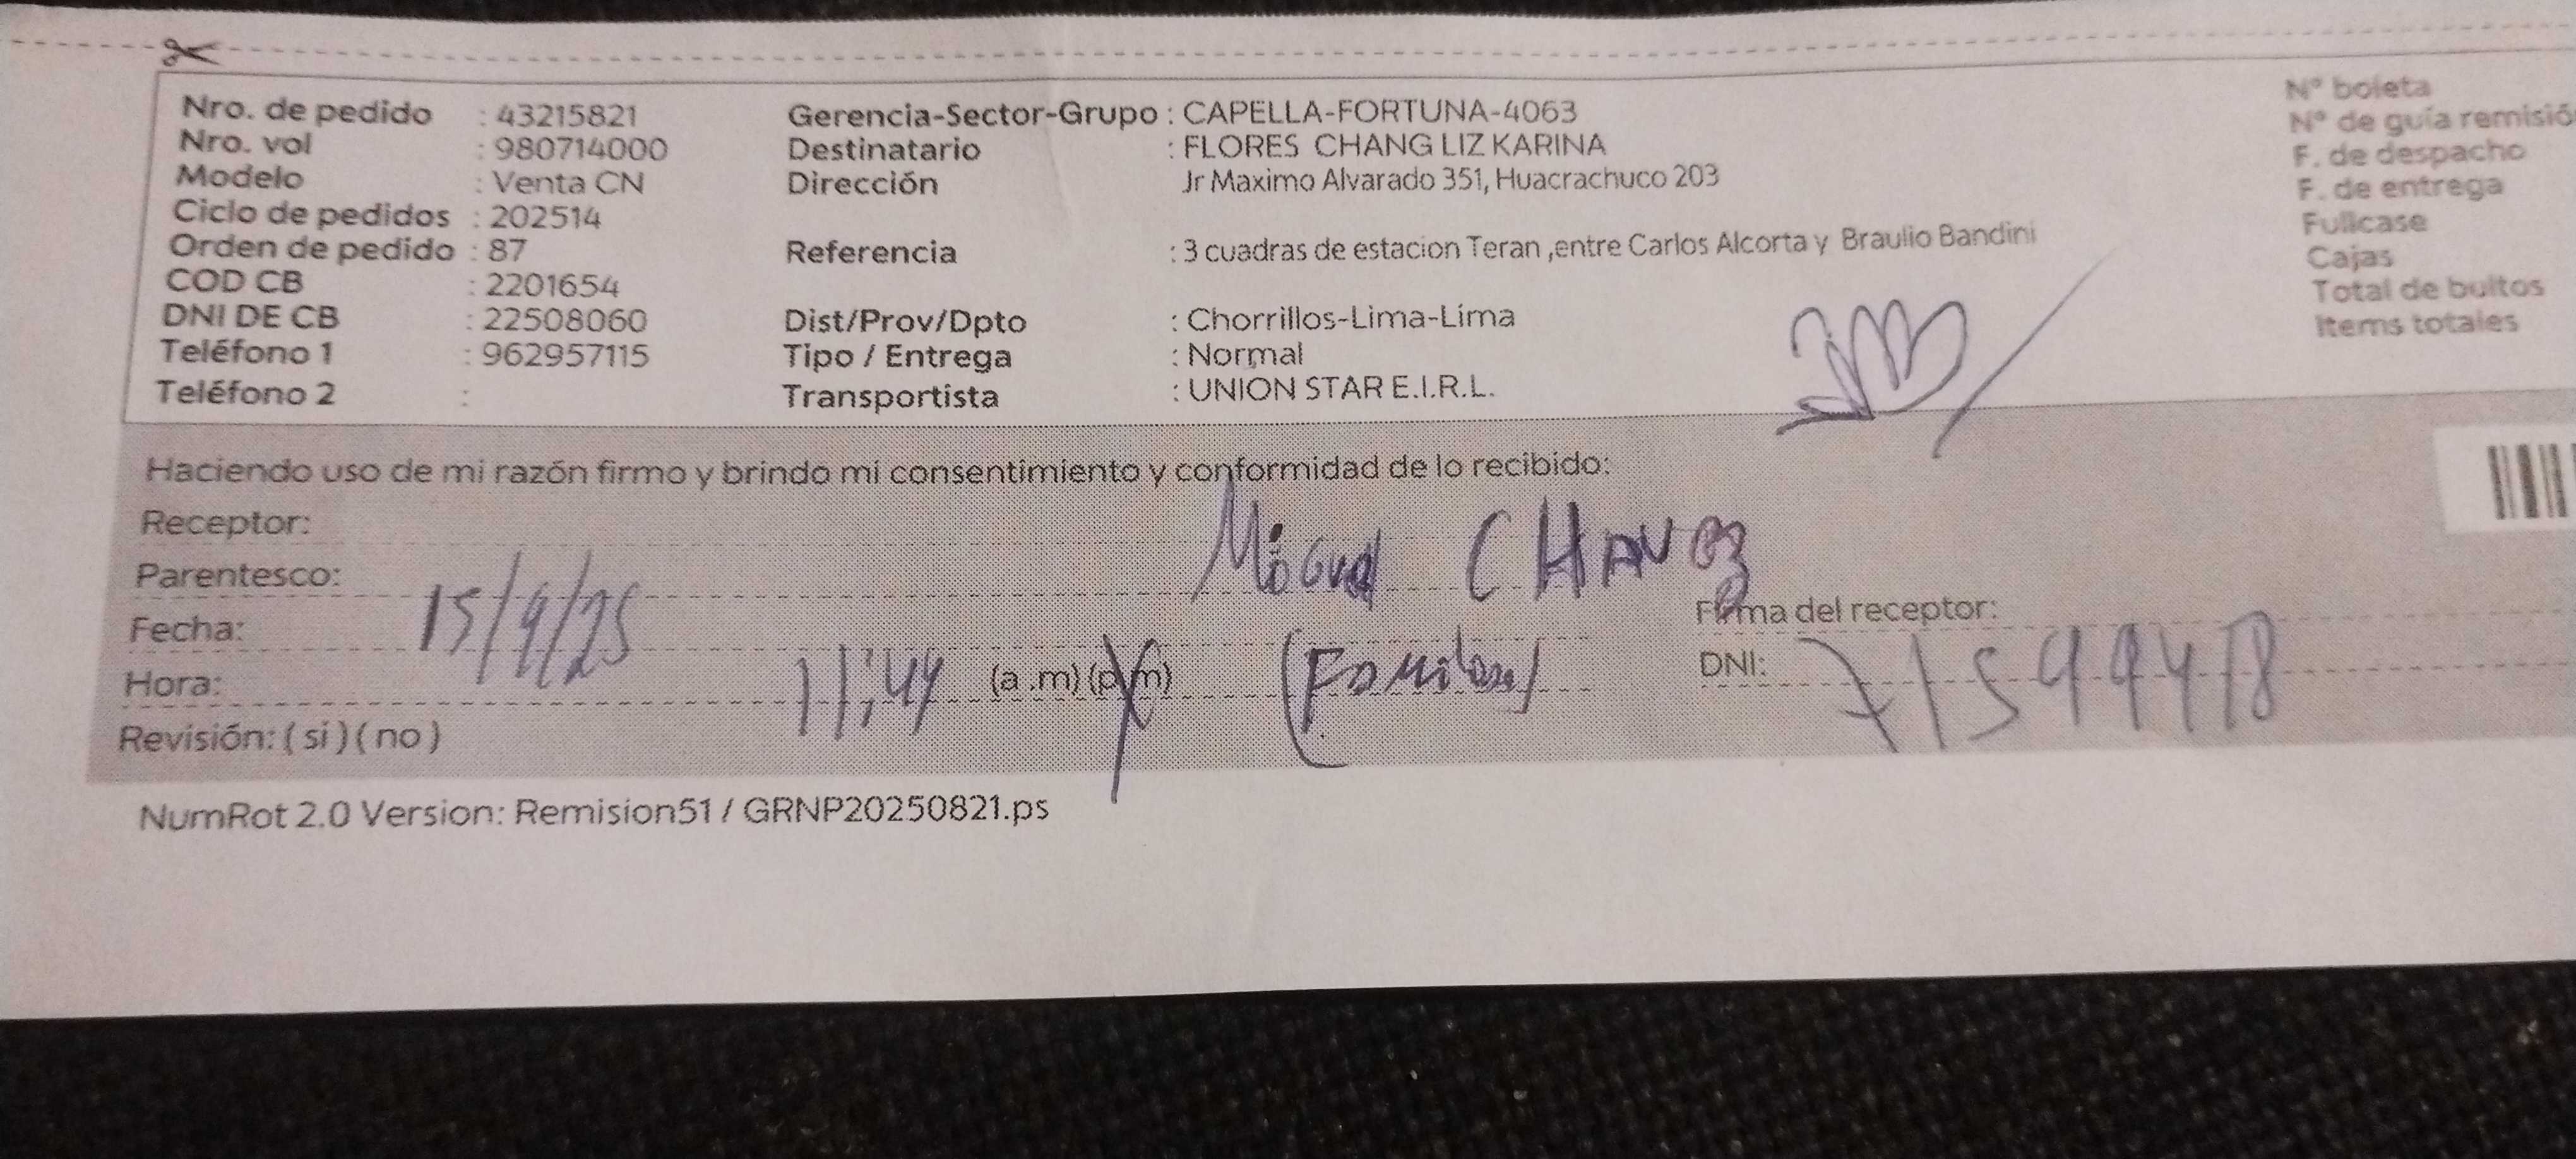 Nro. de pedido : 43215821 Gerencia-Sector-Grupo : CAPELLA-FORTUNA-4063 N° boleta
Nro. vol : 980714000 Destinatario : FLORES CHANG LIZ KARINA N° de guía remisió
Modelo : Venta CN Dirección Jr Maximo Alvarado 351, Huacrachuco 203 F. de despacho
Ciclo de pedidos : 202514 F. de entrega
Orden de pedido : 87 Referencia : 3 cuadras de estacion Teran ,entre Carlos Alcorta y Braulio Bandini Fullcase
COD CB : 2201654 Cajas
DNI DE CB : 22508060 Dist/Prov/Dpto : Chorrillos-Lima-Lima Total de bultos
Teléfono 1 : 962957115 Tipo / Entrega : Normal Items totales
Teléfono 2 : Transportista : UNION STAR E.I.R.L.
Haciendo uso de mi razón firmo y brindo mi consentimiento y conformidad de lo recibido:
Receptor: Miguel CHAVEZ
Parentesco:
Fecha: 15/9/25 Firma del receptor:
Hora: 11:44 (a .m) (p.m) (Familiar) DNI:
Revisión: ( si ) ( no )
NumRot 2.0 Version: Remision51 / GRNP20250821.ps